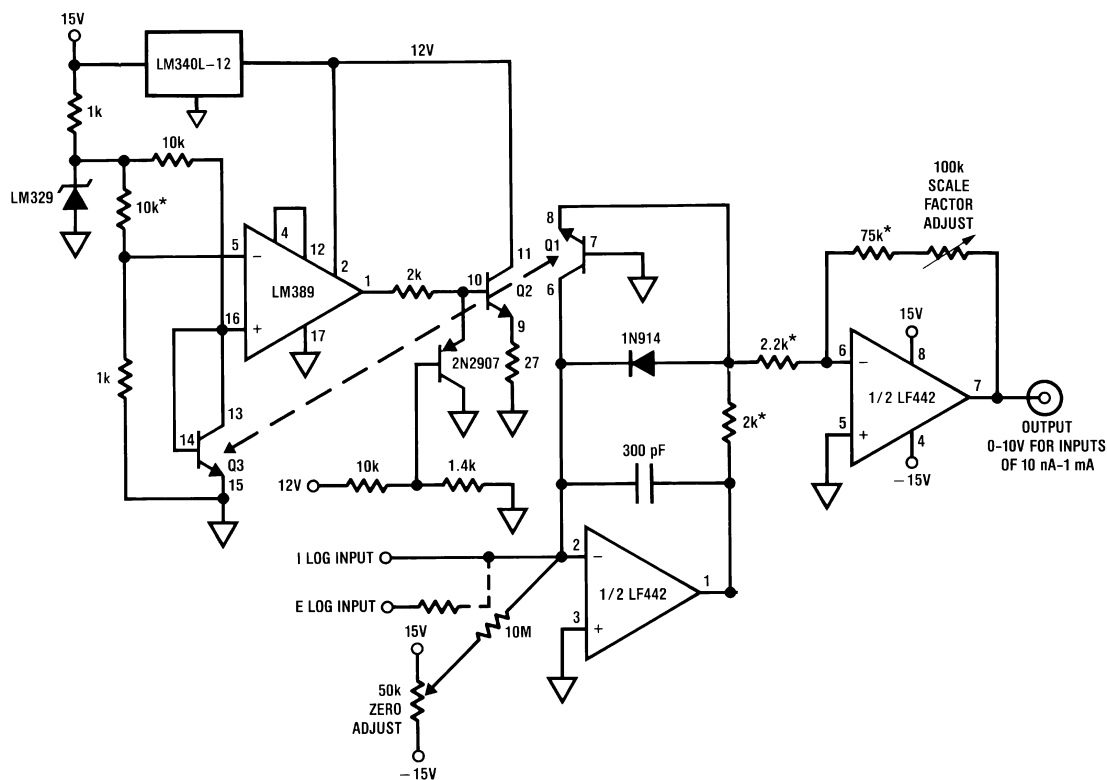 15V
LM340L-12
12V
1k
10k
LM329
10k*
4
12
5
−
2
LM389
1
2k
10
11
Q2
9
16
+
17
2N2907
27
1k
13
14
Q3
15
12V
10k
1.4k
8
Q1
7
6
1N914
2.2k*
2k*
300 pF
100k
SCALE
FACTOR
ADJUST
75k*
15V
6
−
8
1/2 LF442
7
5
+
4
−15V
OUTPUT
0–10V FOR INPUTS
OF 10 nA–1 mA
I LOG INPUT
E LOG INPUT
2
−
1/2 LF442
1
3
+
10M
15V
50k
ZERO
ADJUST
−15V